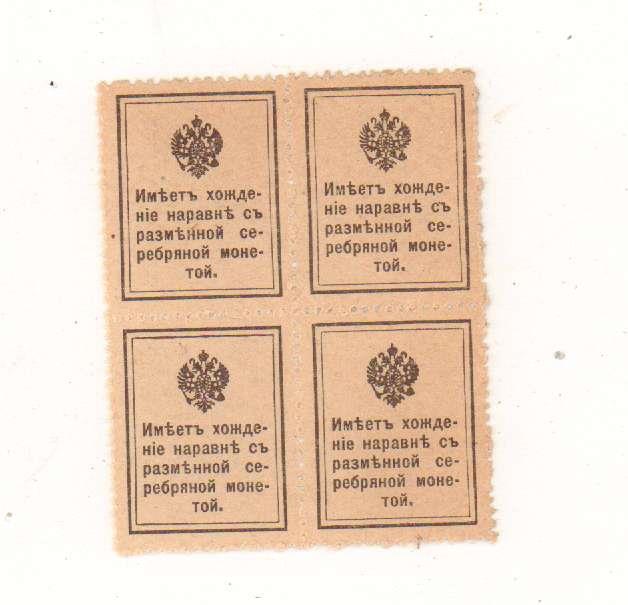 Имѣетъ хожде-
ніе наравнѣ съ
размѣнной се-
ребряной моне-
той.
Имѣетъ хожде-
ніе наравнѣ съ
размѣнной се-
ребряной моне-
той.
Имѣетъ хожде-
ніе наравнѣ съ
размѣнной се-
ребряной моне-
той.
Имѣетъ хожде-
ніе наравнѣ съ
размѣнной се-
ребряной моне-
той.